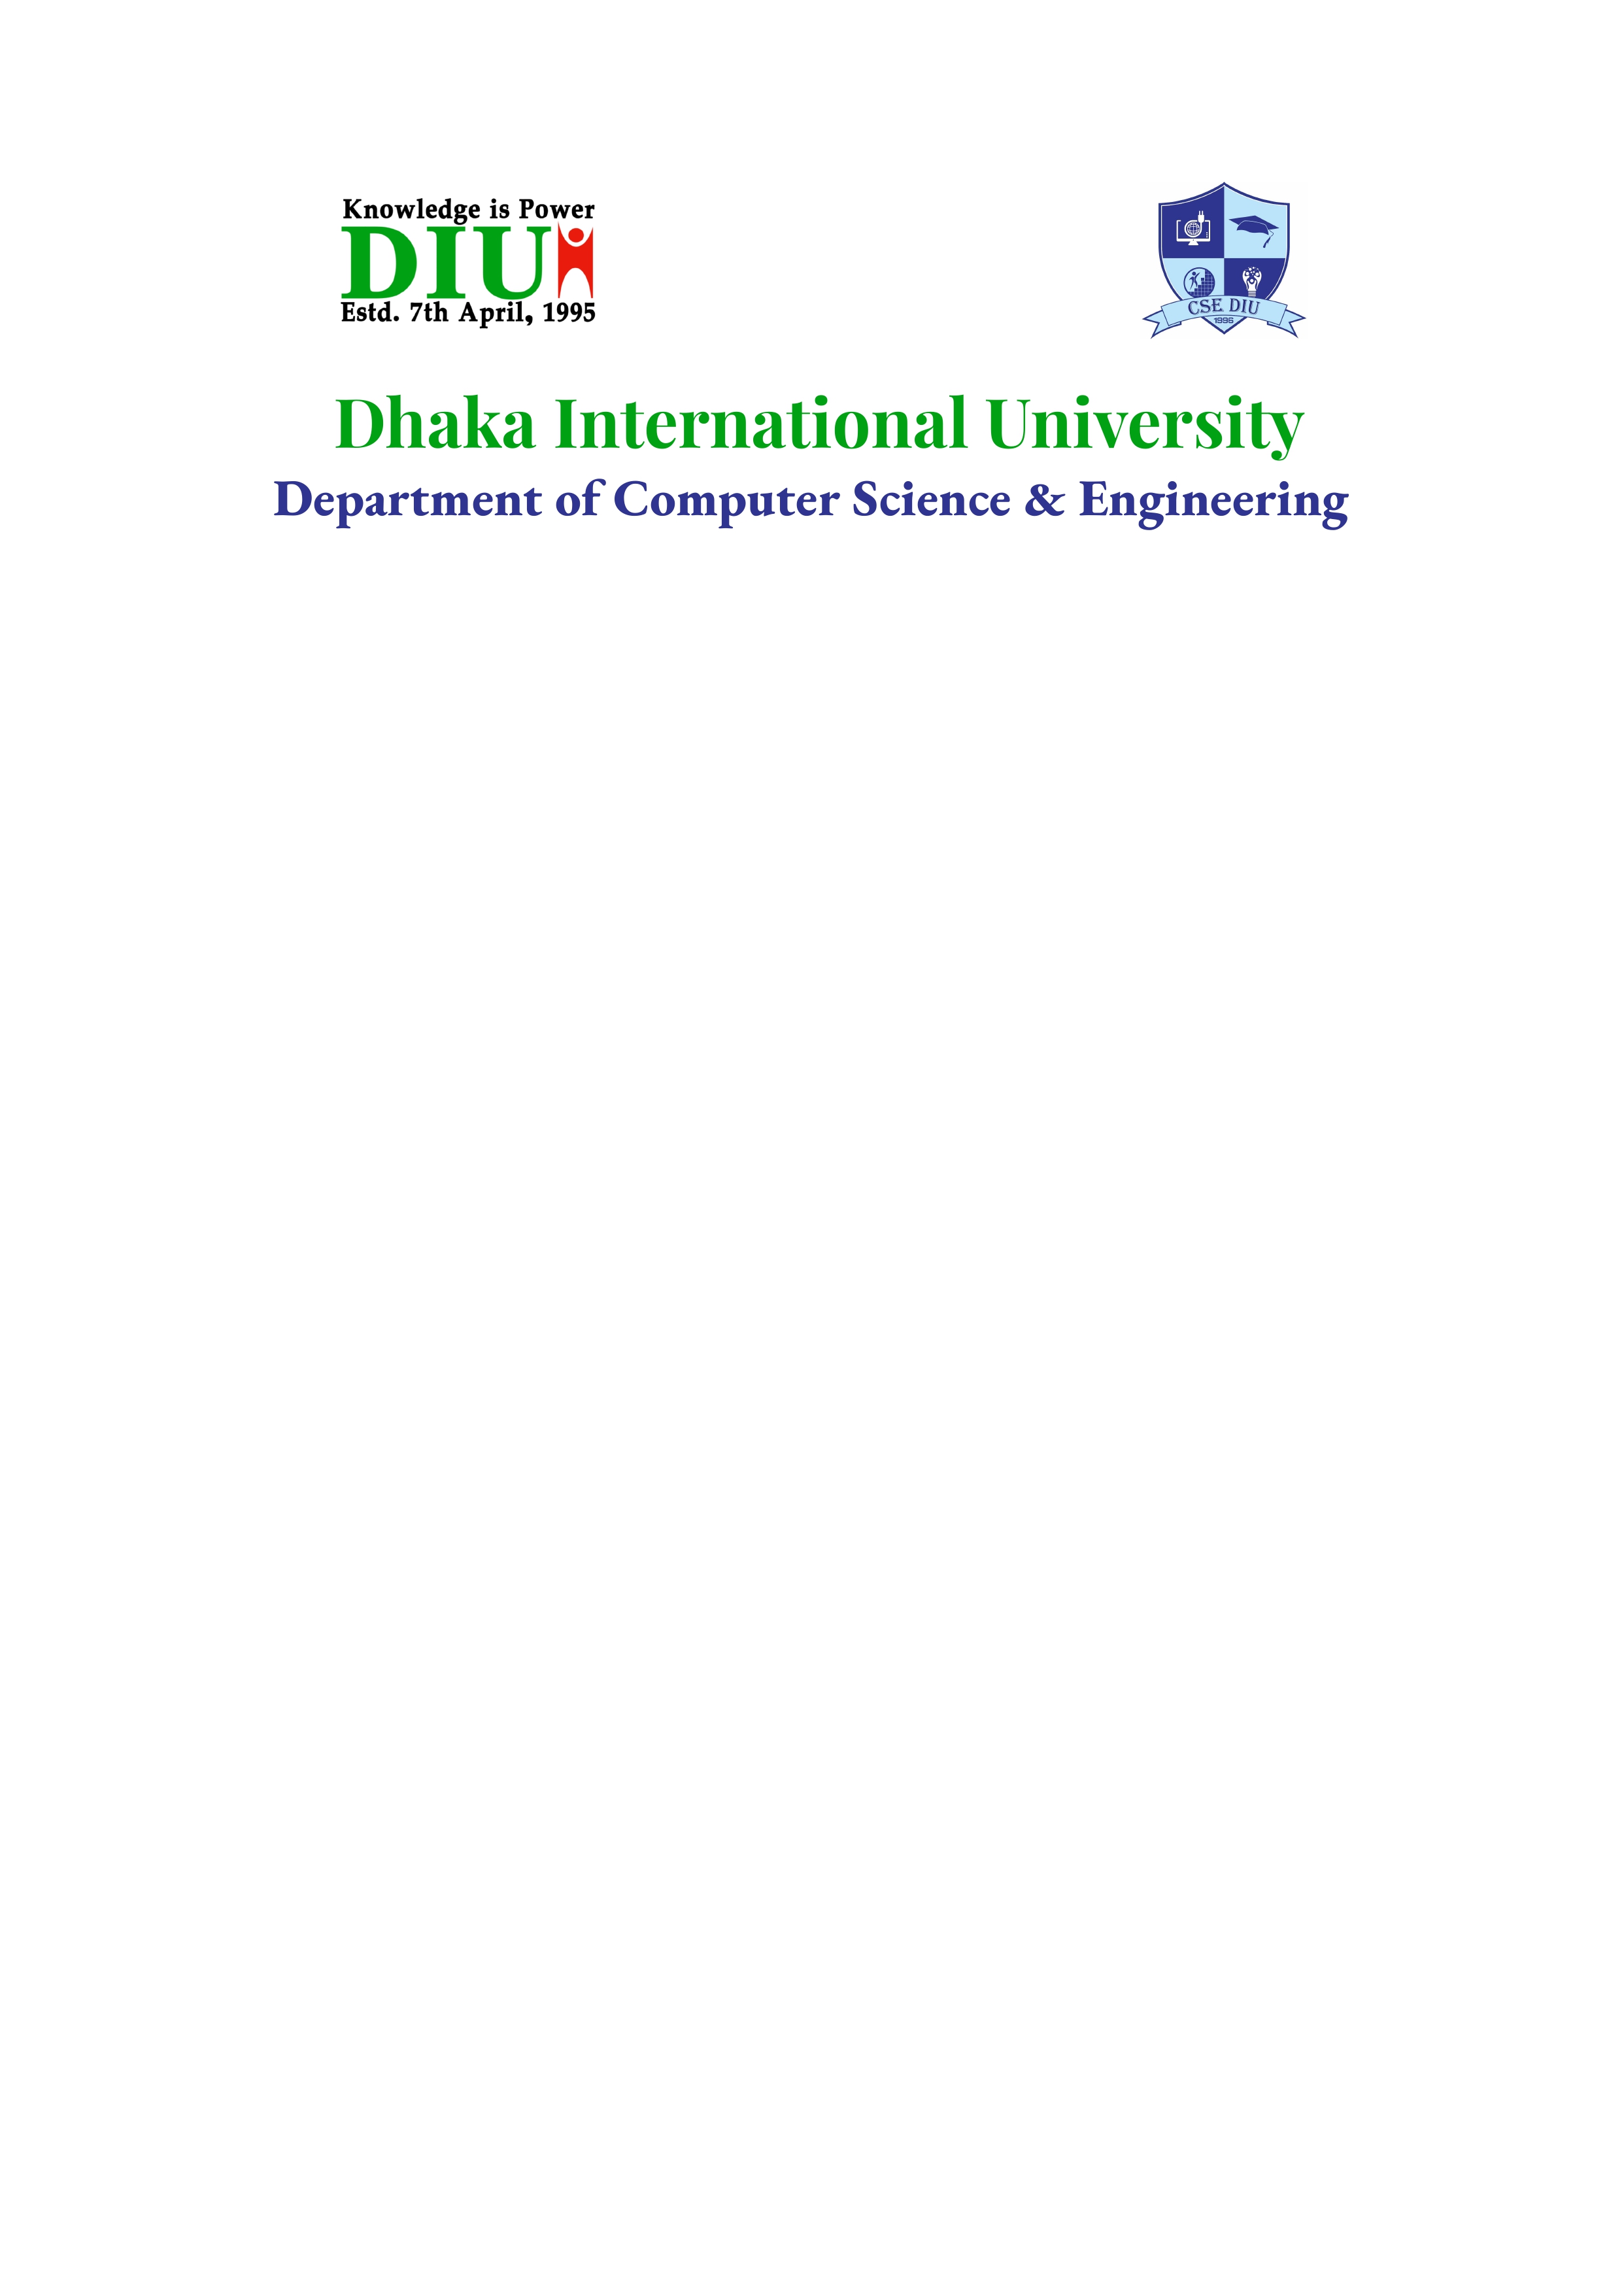 Knowledge is Power
DIU
Estd. 7th April, 1995
CSE DIU
1996
Dhaka International University
Department of Computer Science & Engineering